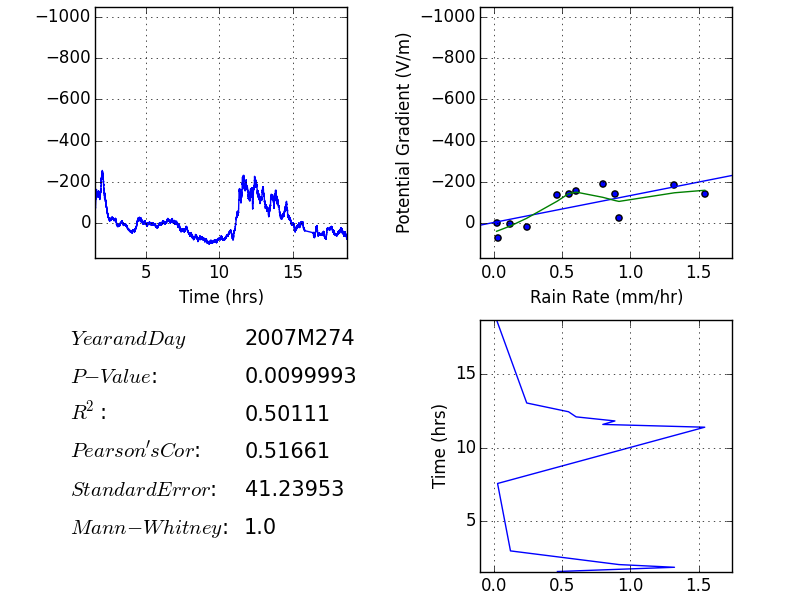 −1000
−800
−600
−400
−200
0
5 10 15
Time (hrs)
Potential Gradient (V/m)
−1000
−800
−600
−400
−200
0
0.0 0.5 1.0 1.5
Rain Rate (mm/hr)
YearandDay 2007M274
P−Value: 0.0099993
R²: 0.50111
Pearson'sCor: 0.51661
StandardError: 41.23953
Mann−Whitney: 1.0
Time (hrs)
15
10
5
0.0 0.5 1.0 1.5